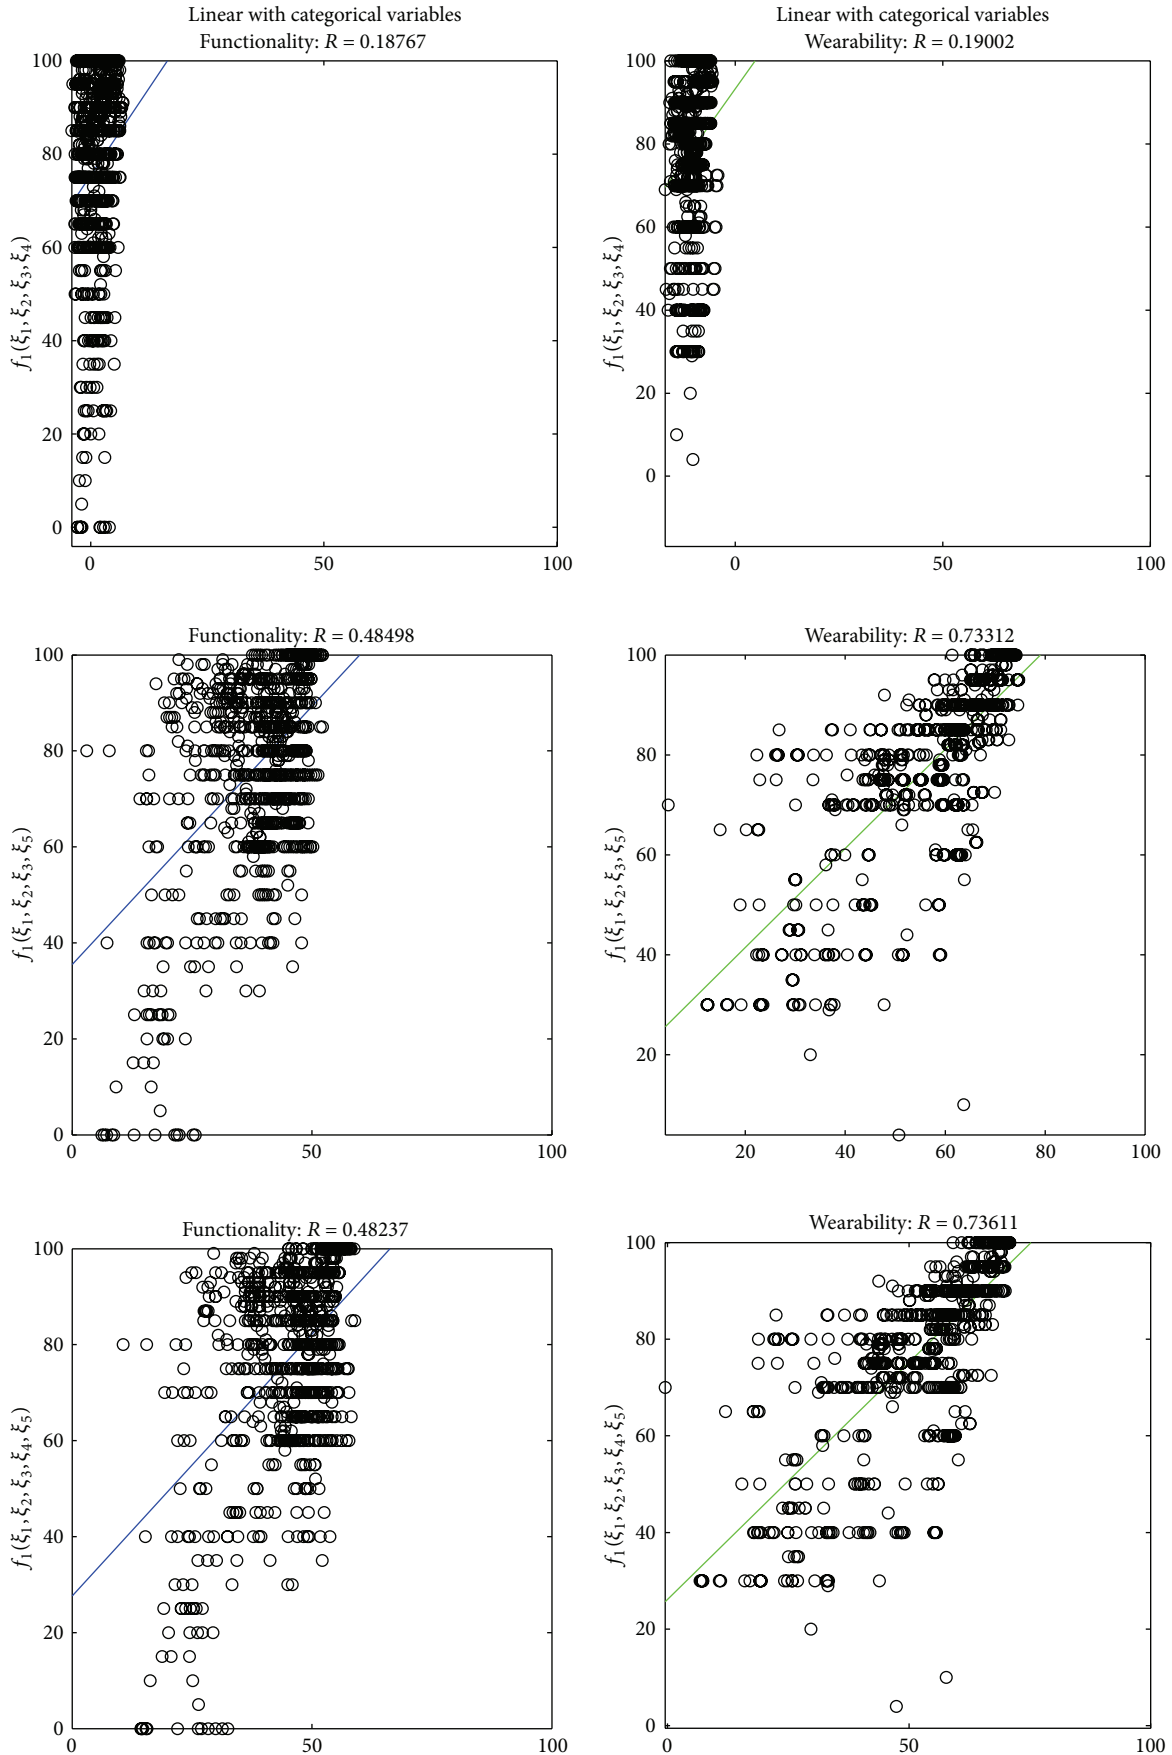 Linear with categorical variables
Functionality: R = 0.18767
100
80
60
40
20
0
f1(ξ1, ξ2, ξ3, ξ4)
0 50 100
Linear with categorical variables
Wearability: R = 0.19002
100
80
60
40
20
0
f1(ξ1, ξ2, ξ3, ξ4)
0 50 100
Functionality: R = 0.48498
100
80
60
40
20
0
f1(ξ1, ξ2, ξ3, ξ5)
0 50 100
Wearability: R = 0.73312
100
80
60
40
20
f1(ξ1, ξ2, ξ3, ξ5)
20 40 60 80 100
Functionality: R = 0.48237
100
80
60
40
20
0
f1(ξ1, ξ2, ξ3, ξ4, ξ5)
0 50 100
Wearability: R = 0.73611
100
80
60
40
20
0
f1(ξ1, ξ2, ξ3, ξ4, ξ5)
0 50 100